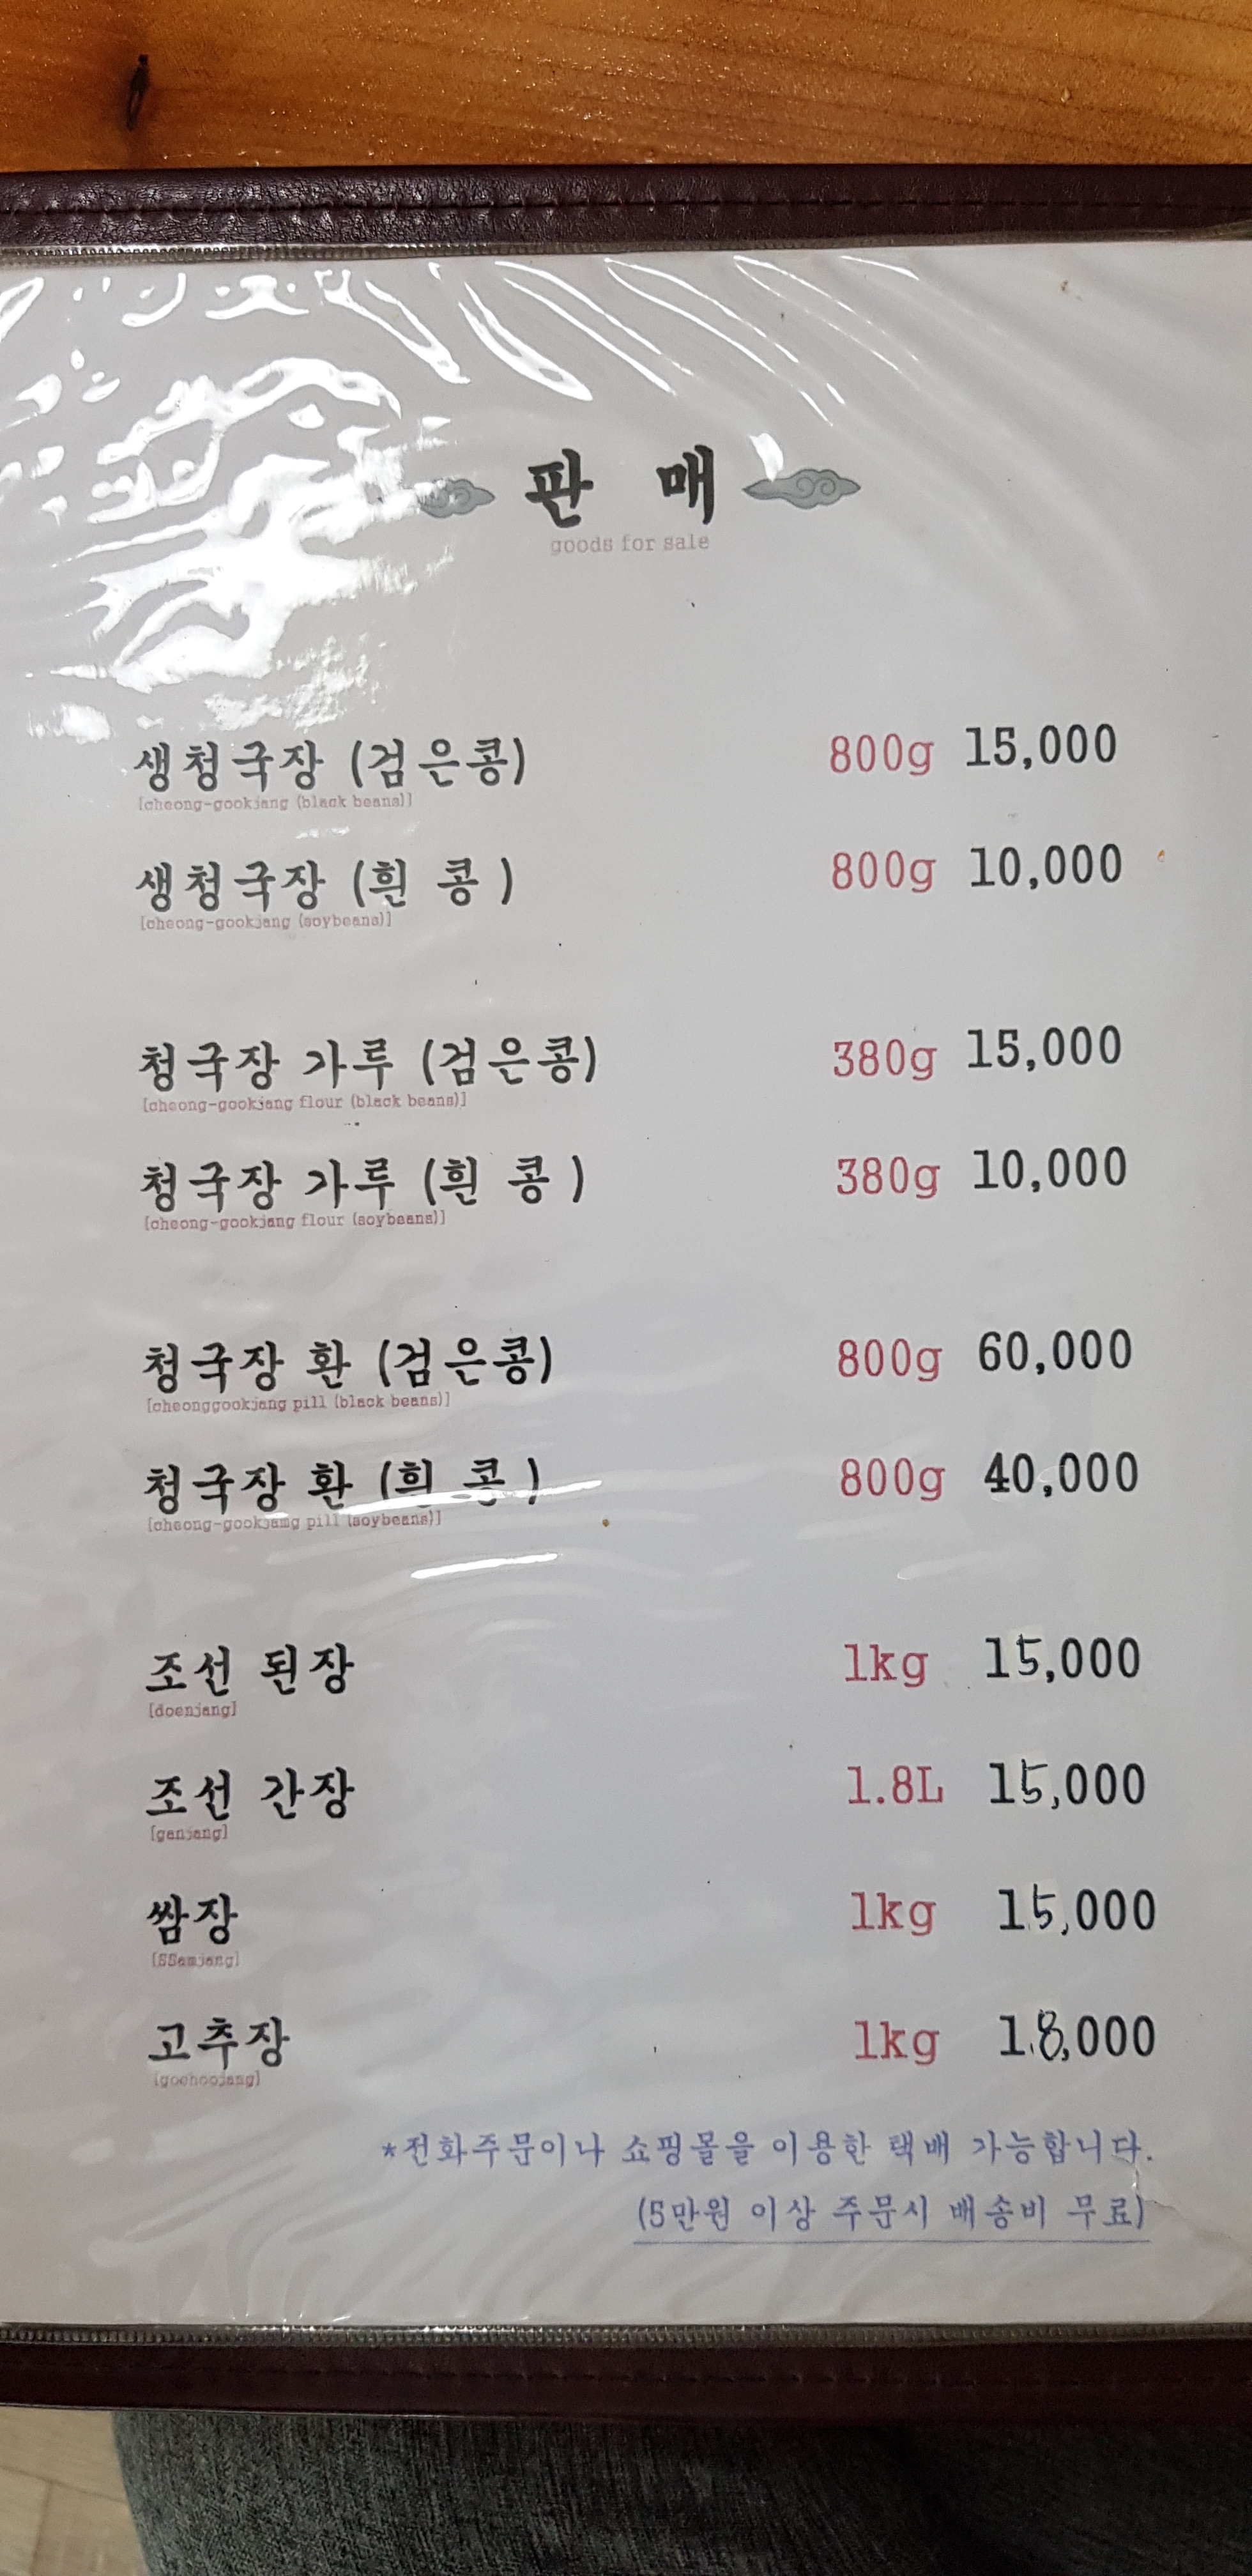 판 매
goods for sale
생청국장 (검은콩) 800g 15,000
[cheong-gookjang (black beans)]
생청국장 (흰 콩 ) 800g 10,000
[cheong-gookjang (soybeans)]
청국장 가루 (검은콩) 380g 15,000
[cheong-gookjang flour (black beans)]
청국장 가루 (흰 콩 ) 380g 10,000
[cheong-gookjang flour (soybeans)]
청국장 환 (검은콩) 800g 60,000
[cheonggookjang pill (black beans)]
청국장 환 (흰 콩 ) 800g 40,000
[cheong-gookjamg pill (soybeans)]
조선 된장 1kg 15,000
[doenjang]
조선 간장 1.8L 15,000
[ganjang]
쌈장 1kg 15,000
[SSamjang]
고추장 1kg 18,000
[gochoojang]
*전화주문이나 쇼핑몰을 이용한 택배 가능합니다.
(5만원 이상 주문시 배송비 무료)